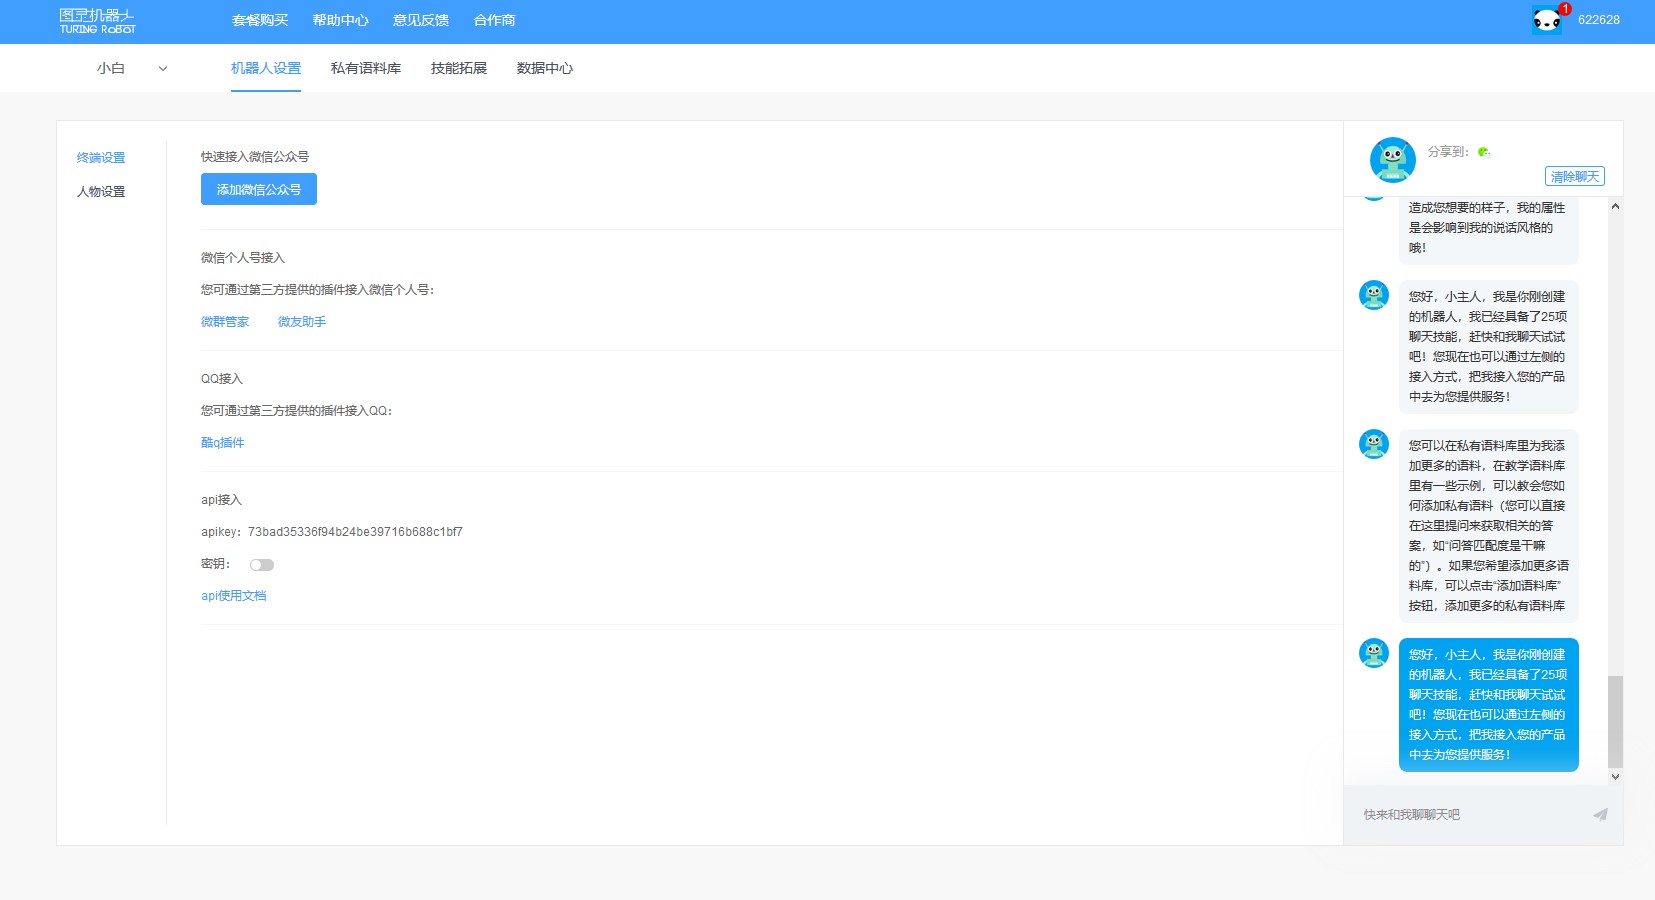 图灵机器人
TURING ROBOT
套餐购买 帮助中心 意见反馈 合作商
1
622628
小白
机器人设置 私有语料库 技能拓展 数据中心
终端设置
人物设置
快速接入微信公众号
添加微信公众号
微信个人号接入
您可通过第三方提供的插件接入微信个人号：
微群管家 微友助手
QQ接入
您可通过第三方提供的插件接入QQ：
酷q插件
api接入
apikey：73bad35336f94b24be39716b688c1bf7
密钥：
api使用文档
分享到：
清除聊天
造成您想要的样子，我的属性
是会影响到我的说话风格的
哦！
您好，小主人，我是你刚创建
的机器人，我已经具备了25项
聊天技能，赶快和我聊天试试
吧！您现在也可以通过左侧的
接入方式，把我接入您的产品
中去为您提供服务！
您可以在私有语料库里为我添
加更多的语料，在教学语料库
里有一些示例，可以教会您如
何添加私有语料（您可以直接
在这里提问来获取相关的答
案，如“问答匹配度是干嘛
的”）。如果您希望添加更多语
料库，可以点击“添加语料库”
按钮，添加更多的私有语料库
您好，小主人，我是你刚创建
的机器人，我已经具备了25项
聊天技能，赶快和我聊天试试
吧！您现在也可以通过左侧的
接入方式，把我接入您的产品
中去为您提供服务！
快来和我聊聊天吧